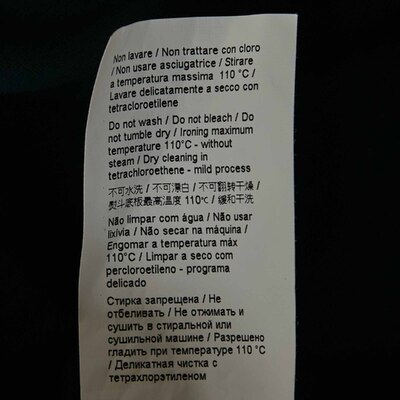 Non lavare / Non trattare con cloro
/ Non usare asciugatrice / Stirare
a temperatura massima 110 °C /
Lavare delicatamente a secco con
tetracloroetilene
Do not wash / Do not bleach / Do
not tumble dry / Ironing maximum
temperature 110°C - without
steam / Dry cleaning in
tetrachloroethene - mild process
不可水洗 / 不可漂白 / 不可翻转干燥 /
熨斗底板最高温度 110℃ / 缓和干洗
Não limpar com água / Não usar
lixívia / Não secar na máquina /
Engomar a temperatura máx
110°C / Limpar a seco com
percloroetileno - programa
delicado
Стирка запрещена / Не
отбеливать / Не отжимать и
сушить в стиральной или
сушильной машине / Разрешено
гладить при температуре 110 °C
/ Деликатная чистка с
тетрахлорэтиленом